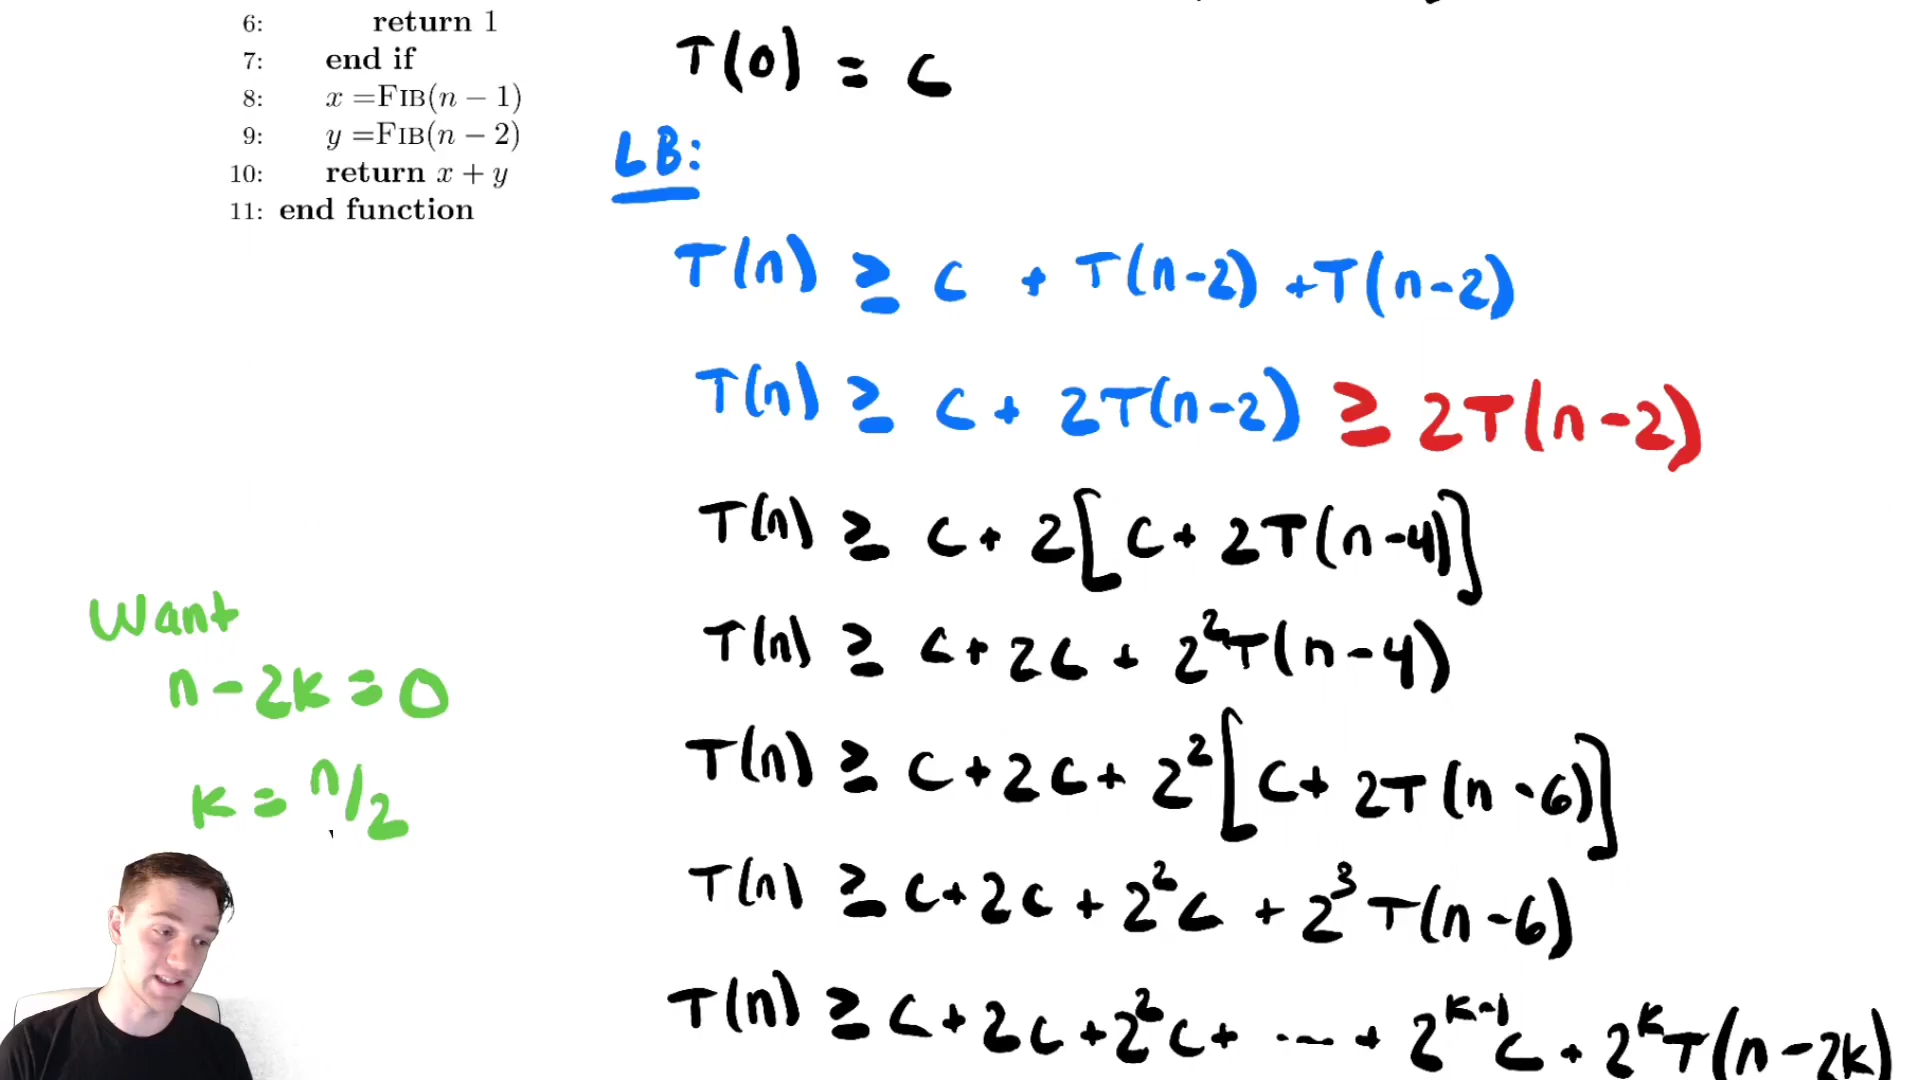 6: return 1
7: end if
8: x =FIB(n − 1)
9: y =FIB(n − 2)
10: return x + y
11: end function
T(0) = c
LB:
T(n) ≥ c + T(n-2) + T(n-2)
T(n) ≥ c + 2T(n-2) ≥ 2T(n-2)
T(n) ≥ c + 2[c + 2T(n-4)]
T(n) ≥ c + 2c + 2²T(n-4)
T(n) ≥ c + 2c + 2²[c + 2T(n-6)]
T(n) ≥ c + 2c + 2²c + 2³T(n-6)
T(n) ≥ c + 2c + 2²c + ---- + 2^{k-1}c + 2^kT(n-2k)
Want
n - 2k = 0
k = n/2